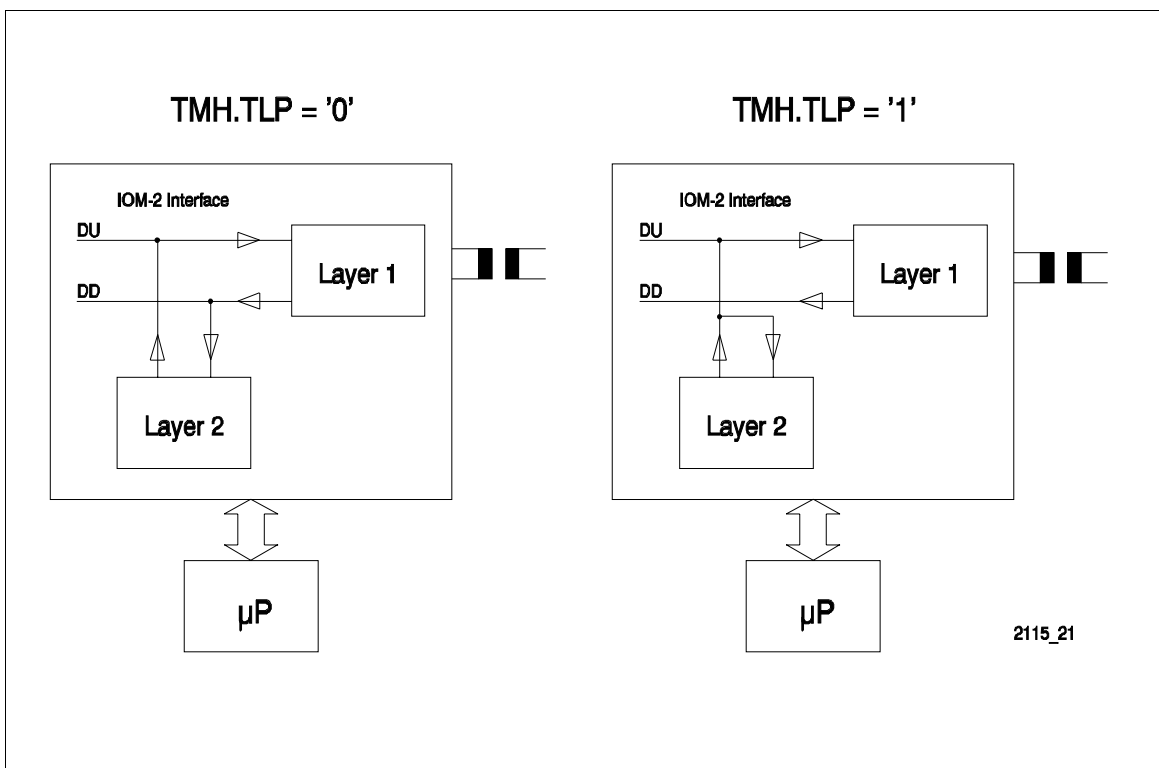 TMH.TLP = '0'
IOM-2 Interface
DU
Layer 1
DD
Layer 2
µP
TMH.TLP = '1'
IOM-2 Interface
DU
Layer 1
DD
Layer 2
µP
2115_21